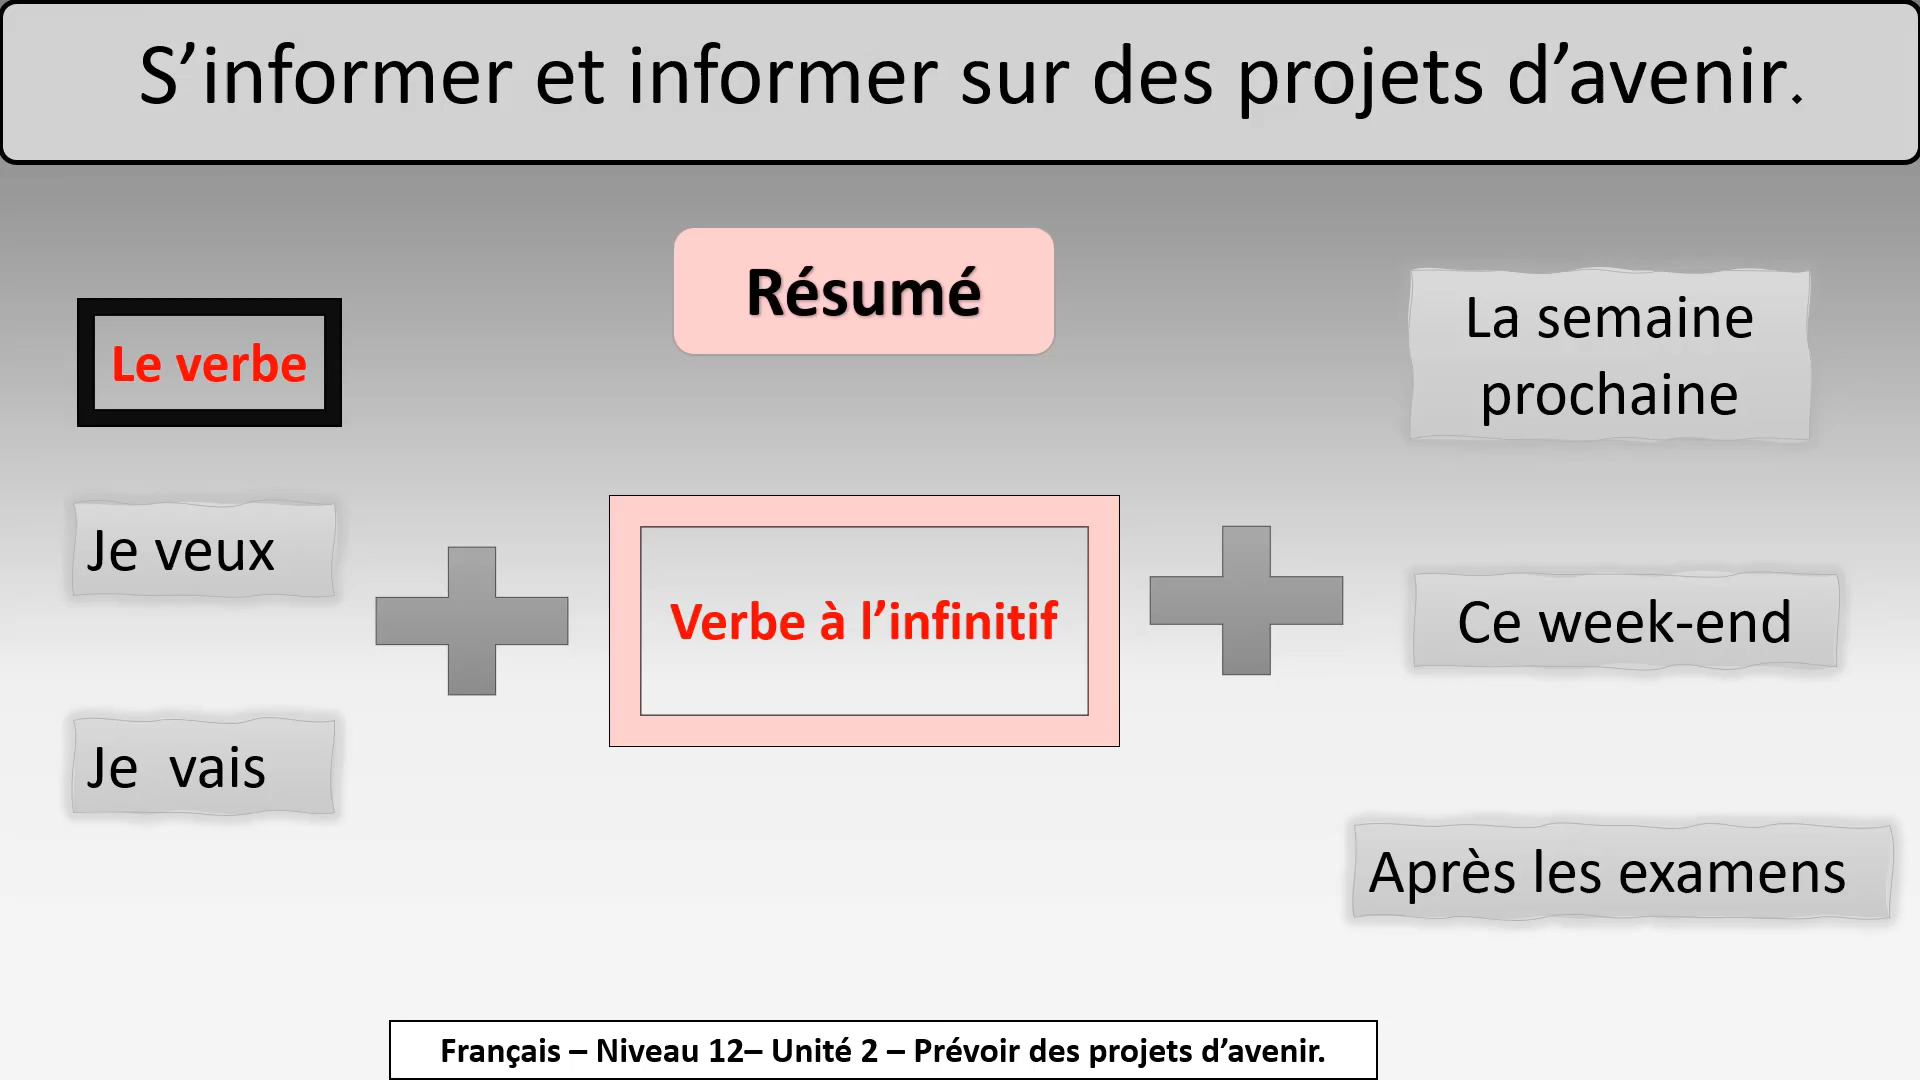 S’informer et informer sur des projets d’avenir.
Résumé
Le verbe
Je veux
Je vais
Verbe à l’infinitif
La semaine
prochaine
Ce week-end
Après les examens
Français – Niveau 12– Unité 2 – Prévoir des projets d’avenir.